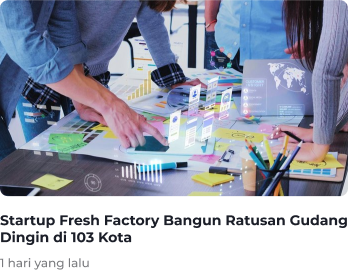 Startup Fresh Factory Bangun Ratusan Gudang
Dingin di 103 Kota
1 hari yang lalu